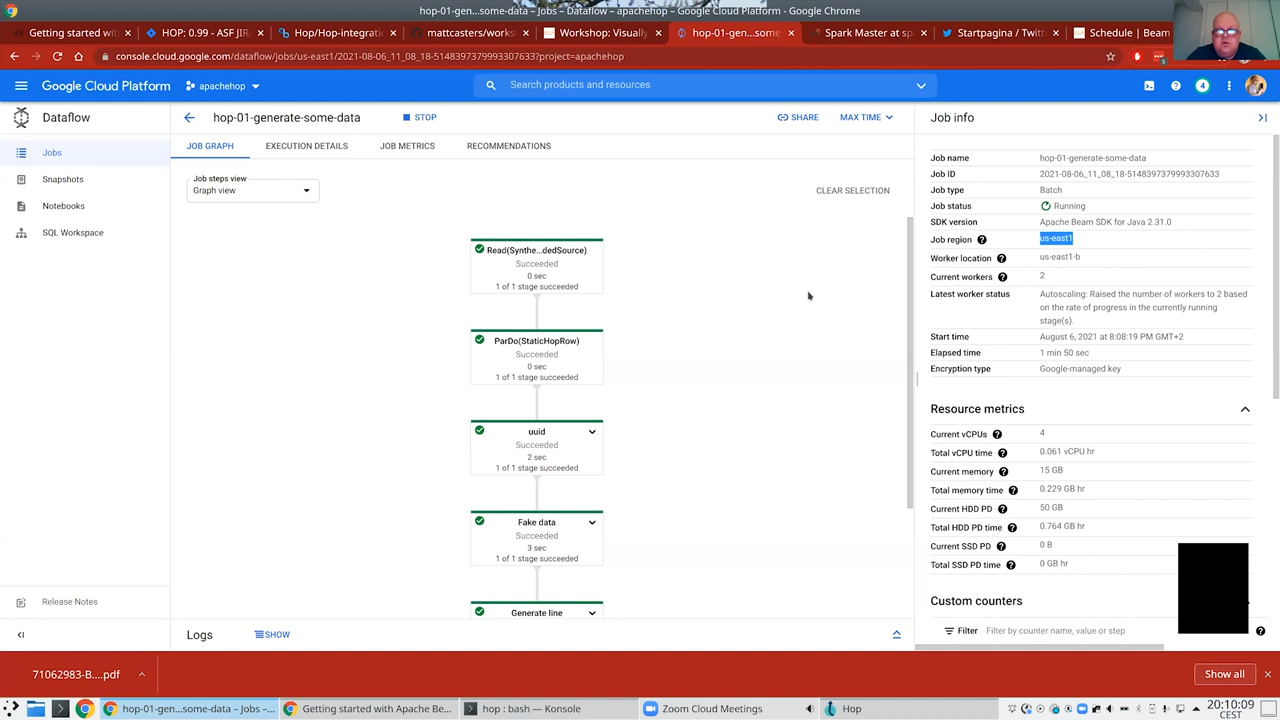 hop-01-gen...some-data – Jobs – Dataflow – apachehop – Google Cloud Platform - Google Chrome
Getting started wit
HOP: 0.99 - ASF JIR
Hop/Hop-integratio
mattcasters/works
Workshop: Visually
hop-01-gen...some
Spark Master at sp
Startpagina / Twitt
Schedule | Beam
console.cloud.google.com/dataflow/jobs/us-east1/2021-08-06_11_08_18-5148397379993307633?project=apachehop
Google Cloud Platform
apachehop
Search products and resources
4
Dataflow
hop-01-generate-some-data
STOP
SHARE
MAX TIME
Job info
Jobs
Snapshots
Notebooks
SQL Workspace
Release Notes
JOB GRAPH
EXECUTION DETAILS
JOB METRICS
RECOMMENDATIONS
Job steps view
Graph view
CLEAR SELECTION
Read(Synthe...dedSource)
Succeeded
0 sec
1 of 1 stage succeeded
ParDo(StaticHopRow)
Succeeded
0 sec
1 of 1 stage succeeded
uuid
Succeeded
2 sec
1 of 1 stage succeeded
Fake data
Succeeded
3 sec
1 of 1 stage succeeded
Generate line
Logs
SHOW
Job name hop-01-generate-some-data
Job ID 2021-08-06_11_08_18-5148397379993307633
Job type Batch
Job status Running
SDK version Apache Beam SDK for Java 2.31.0
Job region us-east1
Worker location us-east1-b
Current workers 2
Latest worker status Autoscaling: Raised the number of workers to 2 based
on the rate of progress in the currently running
stage(s).
Start time August 6, 2021 at 8:08:19 PM GMT+2
Elapsed time 1 min 50 sec
Encryption type Google-managed key
Resource metrics
Current vCPUs 4
Total vCPU time 0.061 vCPU hr
Current memory 15 GB
Total memory time 0.229 GB hr
Current HDD PD 50 GB
Total HDD PD time 0.764 GB hr
Current SSD PD 0 B
Total SSD PD time 0 GB hr
Custom counters
Filter Filter by counter name, value or step
71062983-B....pdf
Show all
hop-01-gen...some-data – Jobs –...
Getting started with Apache Be...
hop : bash — Konsole
Zoom Cloud Meetings
Hop
20:10:09
CEST